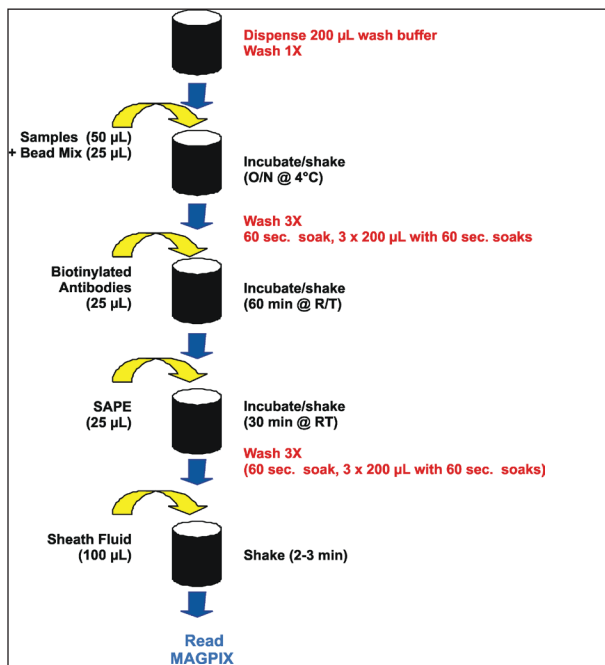 Dispense 200 µL wash buffer
Wash 1X
Samples (50 µL)
+ Bead Mix (25 µL)
Incubate/shake
(O/N @ 4°C)
Wash 3X
60 sec. soak, 3 x 200 µL with 60 sec. soaks
Biotinylated
Antibodies
(25 µL)
Incubate/shake
(60 min @ R/T)
SAPE
(25 µL)
Incubate/shake
(30 min @ RT)
Wash 3X
(60 sec. soak, 3 x 200 µL with 60 sec. soaks)
Sheath Fluid
(100 µL)
Shake (2-3 min)
Read
MAGPIX